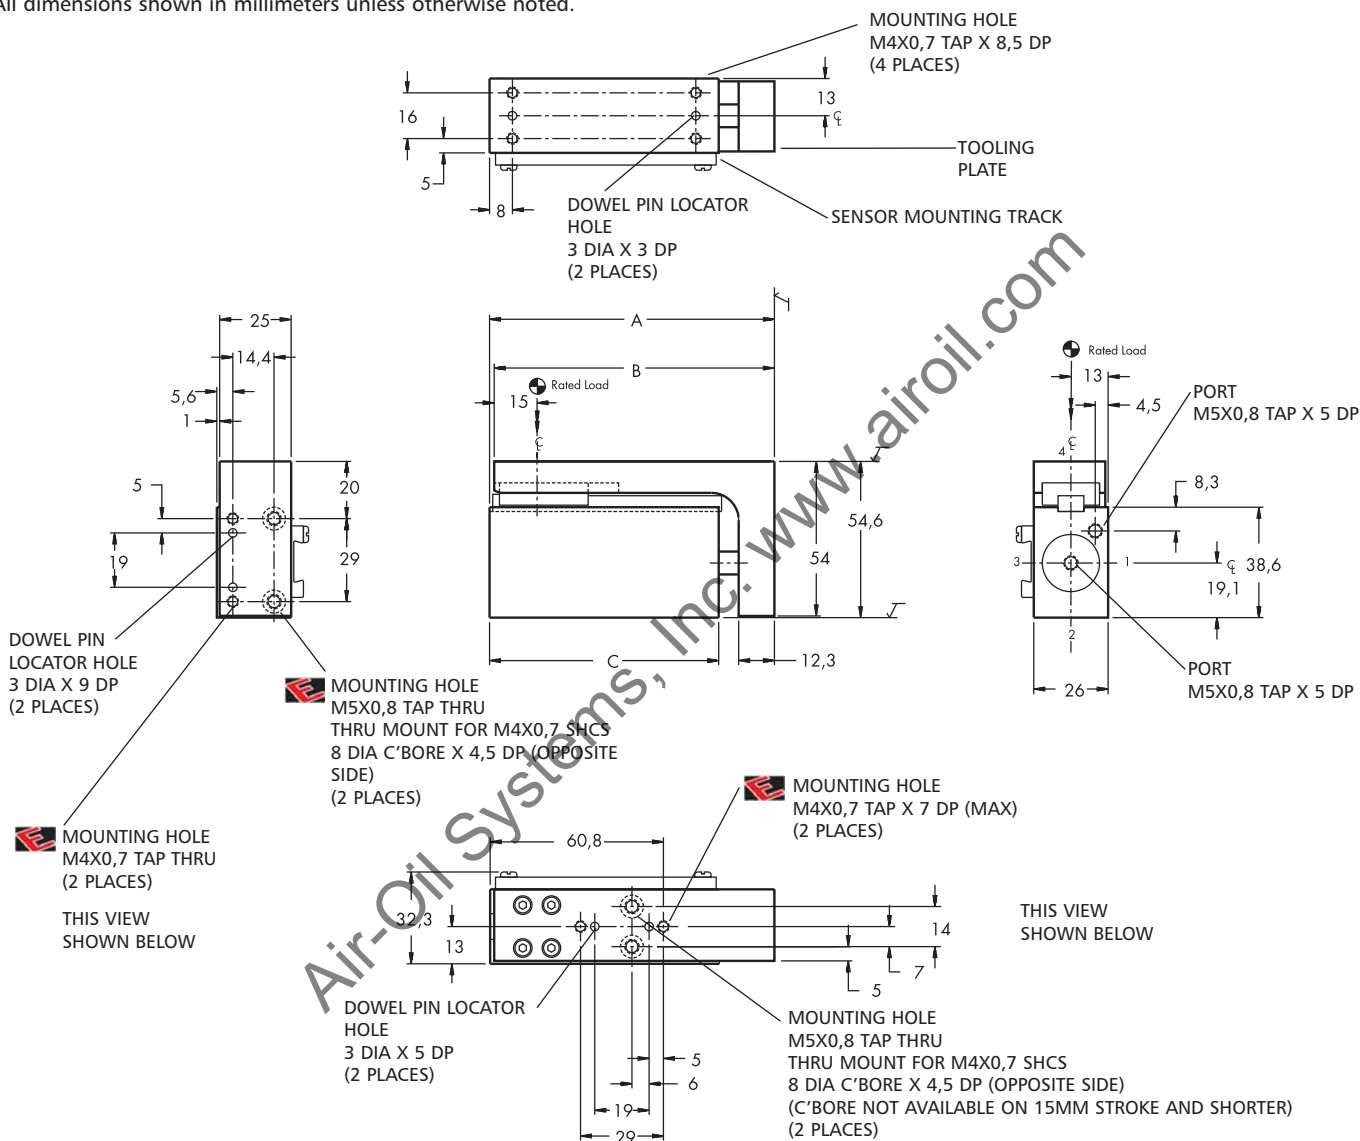 All dimensions shown in millimeters unless otherwise noted.
MOUNTING HOLE
M4X0,7 TAP X 8,5 DP
(4 PLACES)
16
5
8
13
℄
TOOLING
PLATE
SENSOR MOUNTING TRACK
DOWEL PIN LOCATOR
HOLE
3 DIA X 3 DP
(2 PLACES)
25
14,4
5,6
1
5
19
20
29
DOWEL PIN
LOCATOR HOLE
3 DIA X 9 DP
(2 PLACES)
MOUNTING HOLE
M5X0,8 TAP THRU
THRU MOUNT FOR M4X0,7 SHCS
8 DIA C'BORE X 4,5 DP (OPPOSITE
SIDE)
(2 PLACES)
MOUNTING HOLE
M4X0,7 TAP THRU
(2 PLACES)
THIS VIEW
SHOWN BELOW
A
B
Rated Load
15
℄
54
54,6
C
12,3
Rated Load
13
4,5
PORT
M5X0,8 TAP X 5 DP
4
℄
8,3
3
1
℄
38,6
19,1
2
26
PORT
M5X0,8 TAP X 5 DP
MOUNTING HOLE
M4X0,7 TAP X 7 DP (MAX)
(2 PLACES)
60,8
32,3
13
14
7
5
THIS VIEW
SHOWN BELOW
DOWEL PIN LOCATOR
HOLE
3 DIA X 5 DP
(2 PLACES)
5
6
19
29
MOUNTING HOLE
M5X0,8 TAP THRU
THRU MOUNT FOR M4X0,7 SHCS
8 DIA C'BORE X 4,5 DP (OPPOSITE SIDE)
(C'BORE NOT AVAILABLE ON 15MM STROKE AND SHORTER)
(2 PLACES)
Air-Oil Systems, Inc. www.airoil.com